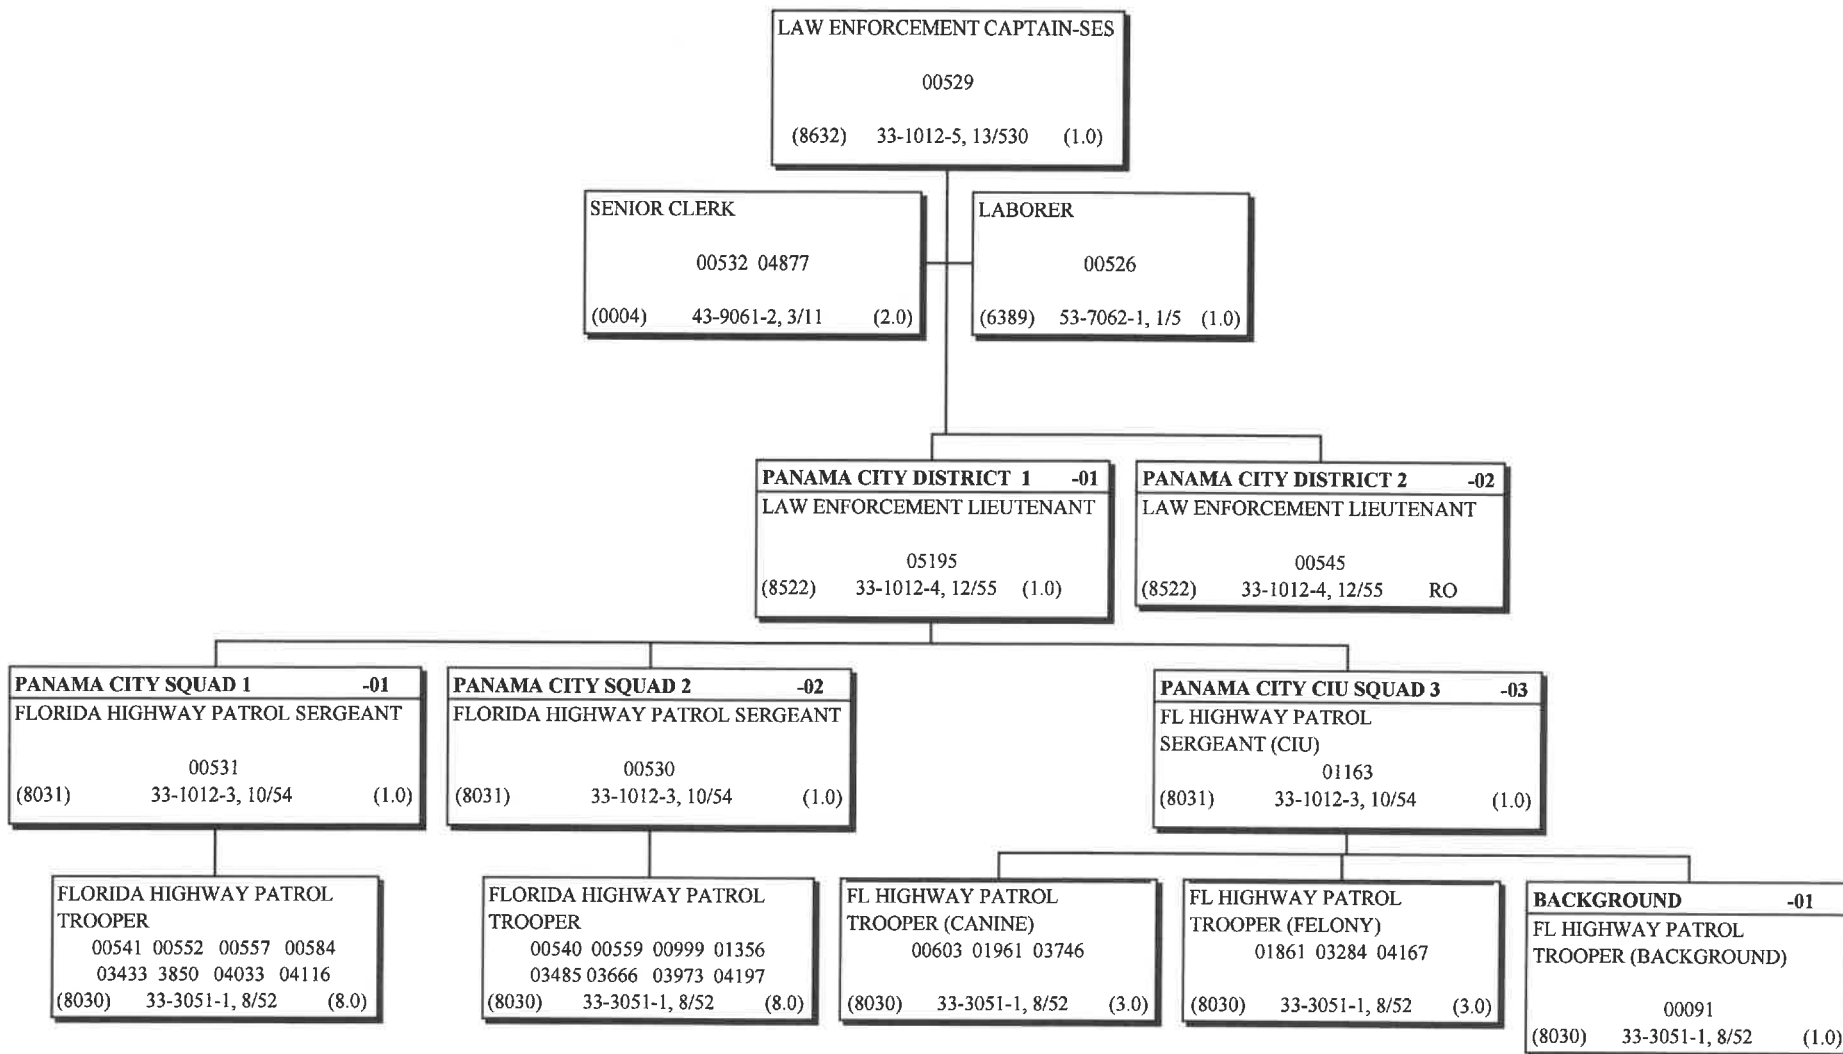 LAW ENFORCEMENT CAPTAIN-SES
00529
(8632) 33-1012-5, 13/530 (1.0)
SENIOR CLERK
00532 04877
(0004) 43-9061-2, 3/11 (2.0)
LABORER
00526
(6389) 53-7062-1, 1/5 (1.0)
PANAMA CITY DISTRICT 1 -01
LAW ENFORCEMENT LIEUTENANT
05195
(8522) 33-1012-4, 12/55 (1.0)
PANAMA CITY DISTRICT 2 -02
LAW ENFORCEMENT LIEUTENANT
00545
(8522) 33-1012-4, 12/55 RO
PANAMA CITY SQUAD 1 -01
FLORIDA HIGHWAY PATROL SERGEANT
00531
(8031) 33-1012-3, 10/54 (1.0)
PANAMA CITY SQUAD 2 -02
FLORIDA HIGHWAY PATROL SERGEANT
00530
(8031) 33-1012-3, 10/54 (1.0)
PANAMA CITY CIU SQUAD 3 -03
FL HIGHWAY PATROL
SERGEANT (CIU)
01163
(8031) 33-1012-3, 10/54 (1.0)
FLORIDA HIGHWAY PATROL
TROOPER
00541 00552 00557 00584
03433 3850 04033 04116
(8030) 33-3051-1, 8/52 (8.0)
FLORIDA HIGHWAY PATROL
TROOPER
00540 00559 00999 01356
03485 03666 03973 04197
(8030) 33-3051-1, 8/52 (8.0)
FL HIGHWAY PATROL
TROOPER (CANINE)
00603 01961 03746
(8030) 33-3051-1, 8/52 (3.0)
FL HIGHWAY PATROL
TROOPER (FELONY)
01861 03284 04167
(8030) 33-3051-1, 8/52 (3.0)
BACKGROUND -01
FL HIGHWAY PATROL
TROOPER (BACKGROUND)
00091
(8030) 33-3051-1, 8/52 (1.0)